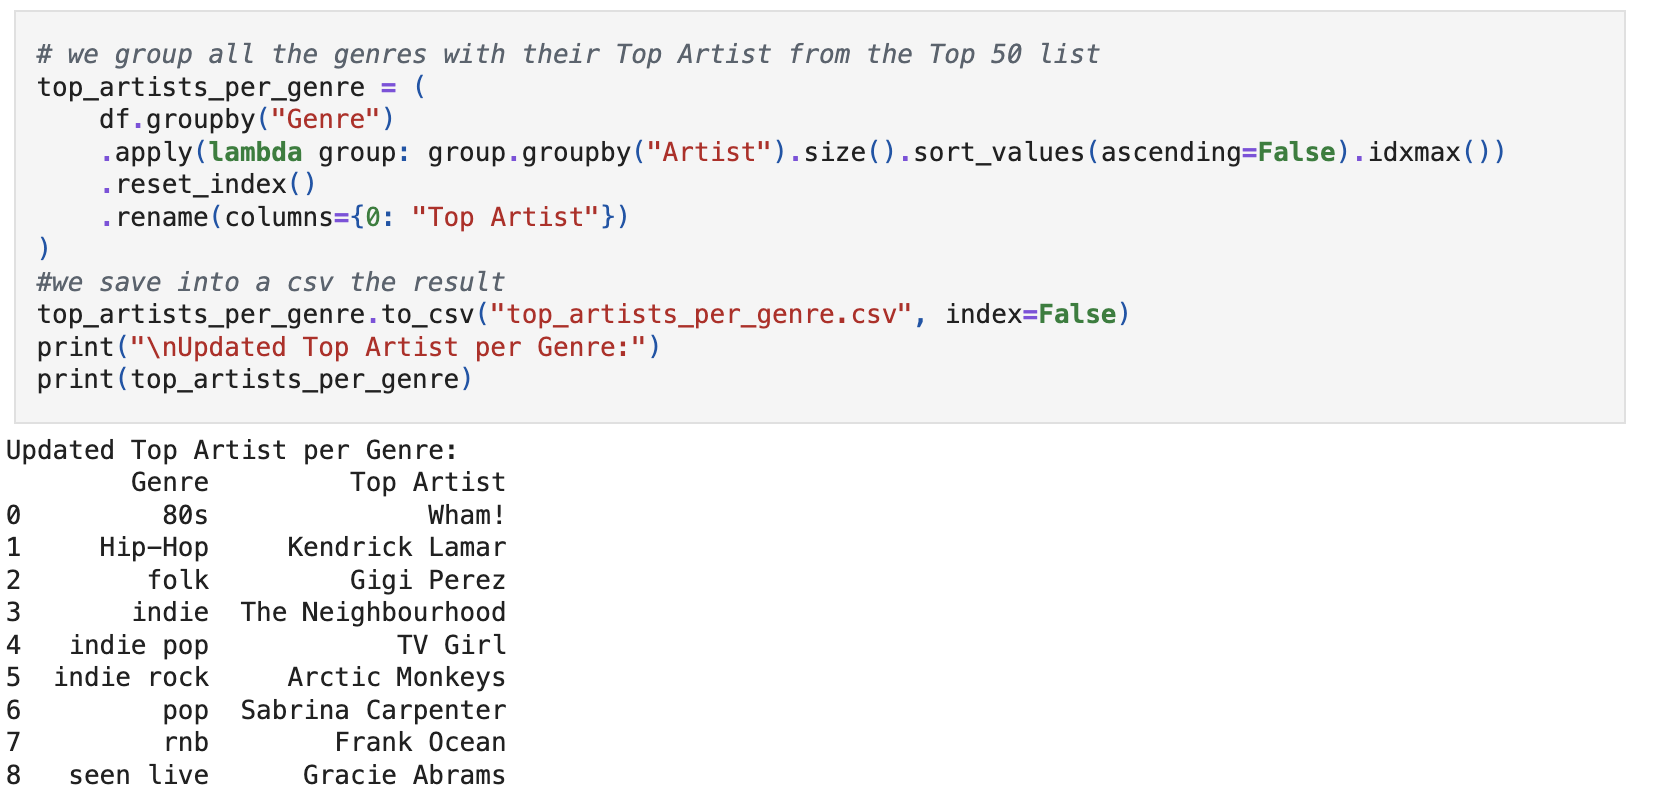 # we group all the genres with their Top Artist from the Top 50 list
top_artists_per_genre = (
    df.groupby("Genre")
    .apply(lambda group: group.groupby("Artist").size().sort_values(ascending=False).idxmax())
    .reset_index()
    .rename(columns={0: "Top Artist"})
)
#we save into a csv the result
top_artists_per_genre.to_csv("top_artists_per_genre.csv", index=False)
print("\nUpdated Top Artist per Genre:")
print(top_artists_per_genre)
Updated Top Artist per Genre:
        Genre         Top Artist
0         80s              Wham!
1     Hip-Hop     Kendrick Lamar
2        folk         Gigi Perez
3       indie  The Neighbourhood
4   indie pop            TV Girl
5  indie rock     Arctic Monkeys
6         pop  Sabrina Carpenter
7         rnb        Frank Ocean
8   seen live      Gracie Abrams